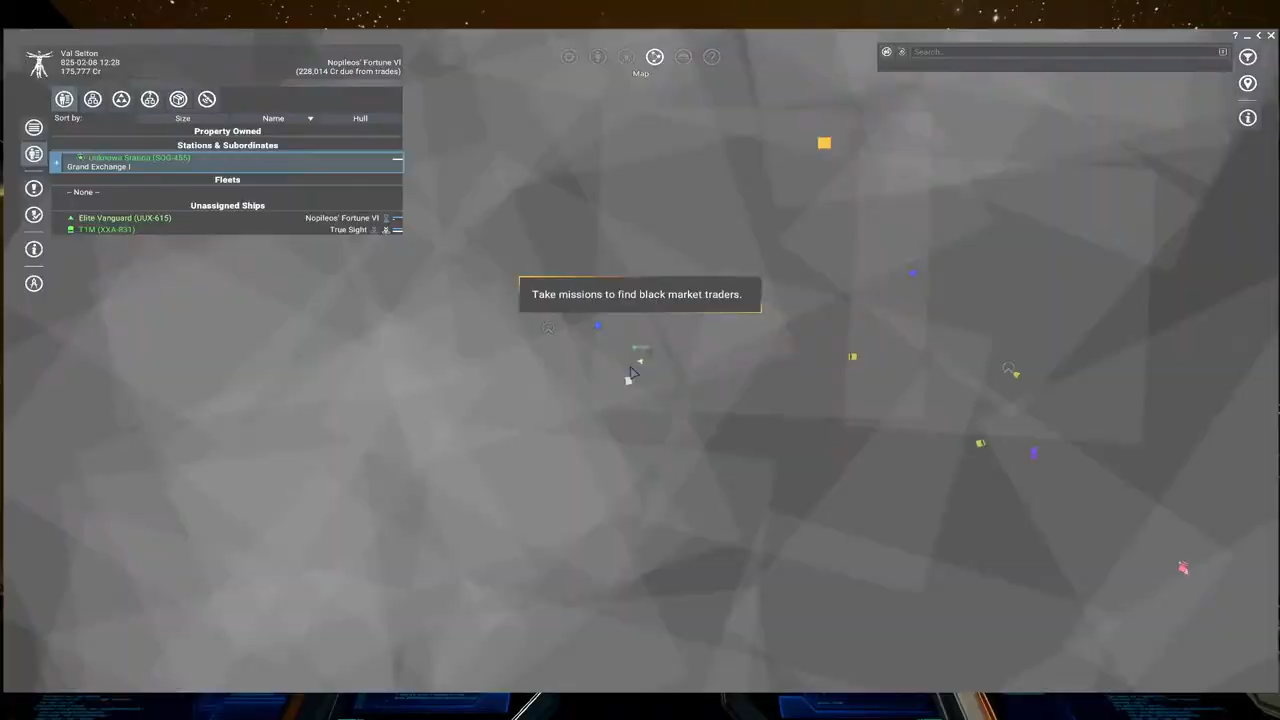 Val Selton
825-02-08 12:28
175,777 Cr
Nopileos' Fortune VI
(228,014 Cr due from trades)
Map
Search...
Sort by:
Size
Name
Hull
Property Owned
Stations & Subordinates
Unknown Station (SOG-455)
Grand Exchange I
Fleets
-- None --
Unassigned Ships
Elite Vanguard (UUX-615)
Nopileos' Fortune VI
T1M (XXA-831)
True Sight
Take missions to find black market traders.